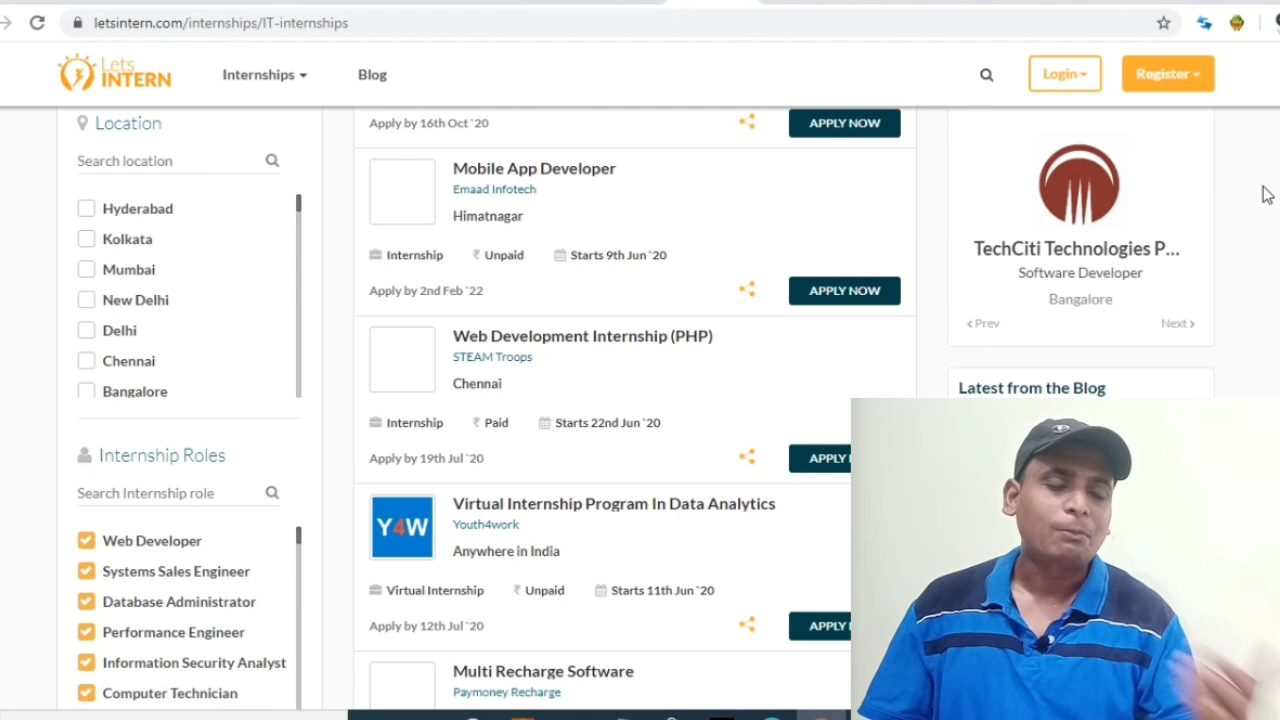 letsintern.com/internships/IT-internships
Lets
INTERN
Internships
Blog
Login
Register
Location
Search location
Hyderabad
Kolkata
Mumbai
New Delhi
Delhi
Chennai
Bangalore
Internship Roles
Search Internship role
Web Developer
Systems Sales Engineer
Database Administrator
Performance Engineer
Information Security Analyst
Computer Technician
Apply by 16th Oct`20
APPLY NOW
Mobile App Developer
Emaad Infotech
Himatnagar
Internship ₹ Unpaid Starts 9th Jun`20
Apply by 2nd Feb`22
APPLY NOW
Web Development Internship (PHP)
STEAM Troops
Chennai
Internship ₹ Paid Starts 22nd Jun`20
Apply by 19th Jul`20
APPLY
Y4W
Virtual Internship Program In Data Analytics
Youth4work
Anywhere in India
Virtual Internship ₹ Unpaid Starts 11th Jun`20
Apply by 12th Jul`20
APPLY
Multi Recharge Software
Paymoney Recharge
TechCiti Technologies P...
Software Developer
Bangalore
Prev
Next
Latest from the Blog